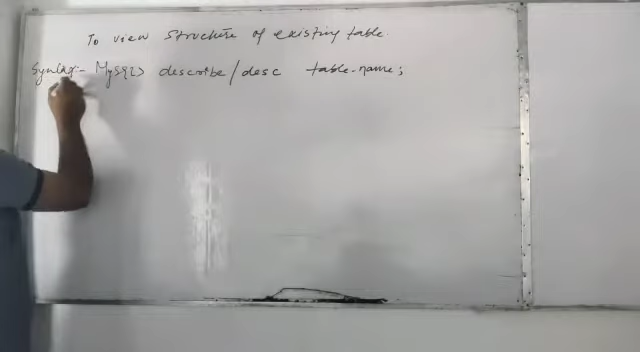 To view structure of existing table
Syntax:- MySQL> describe/desc table-name;